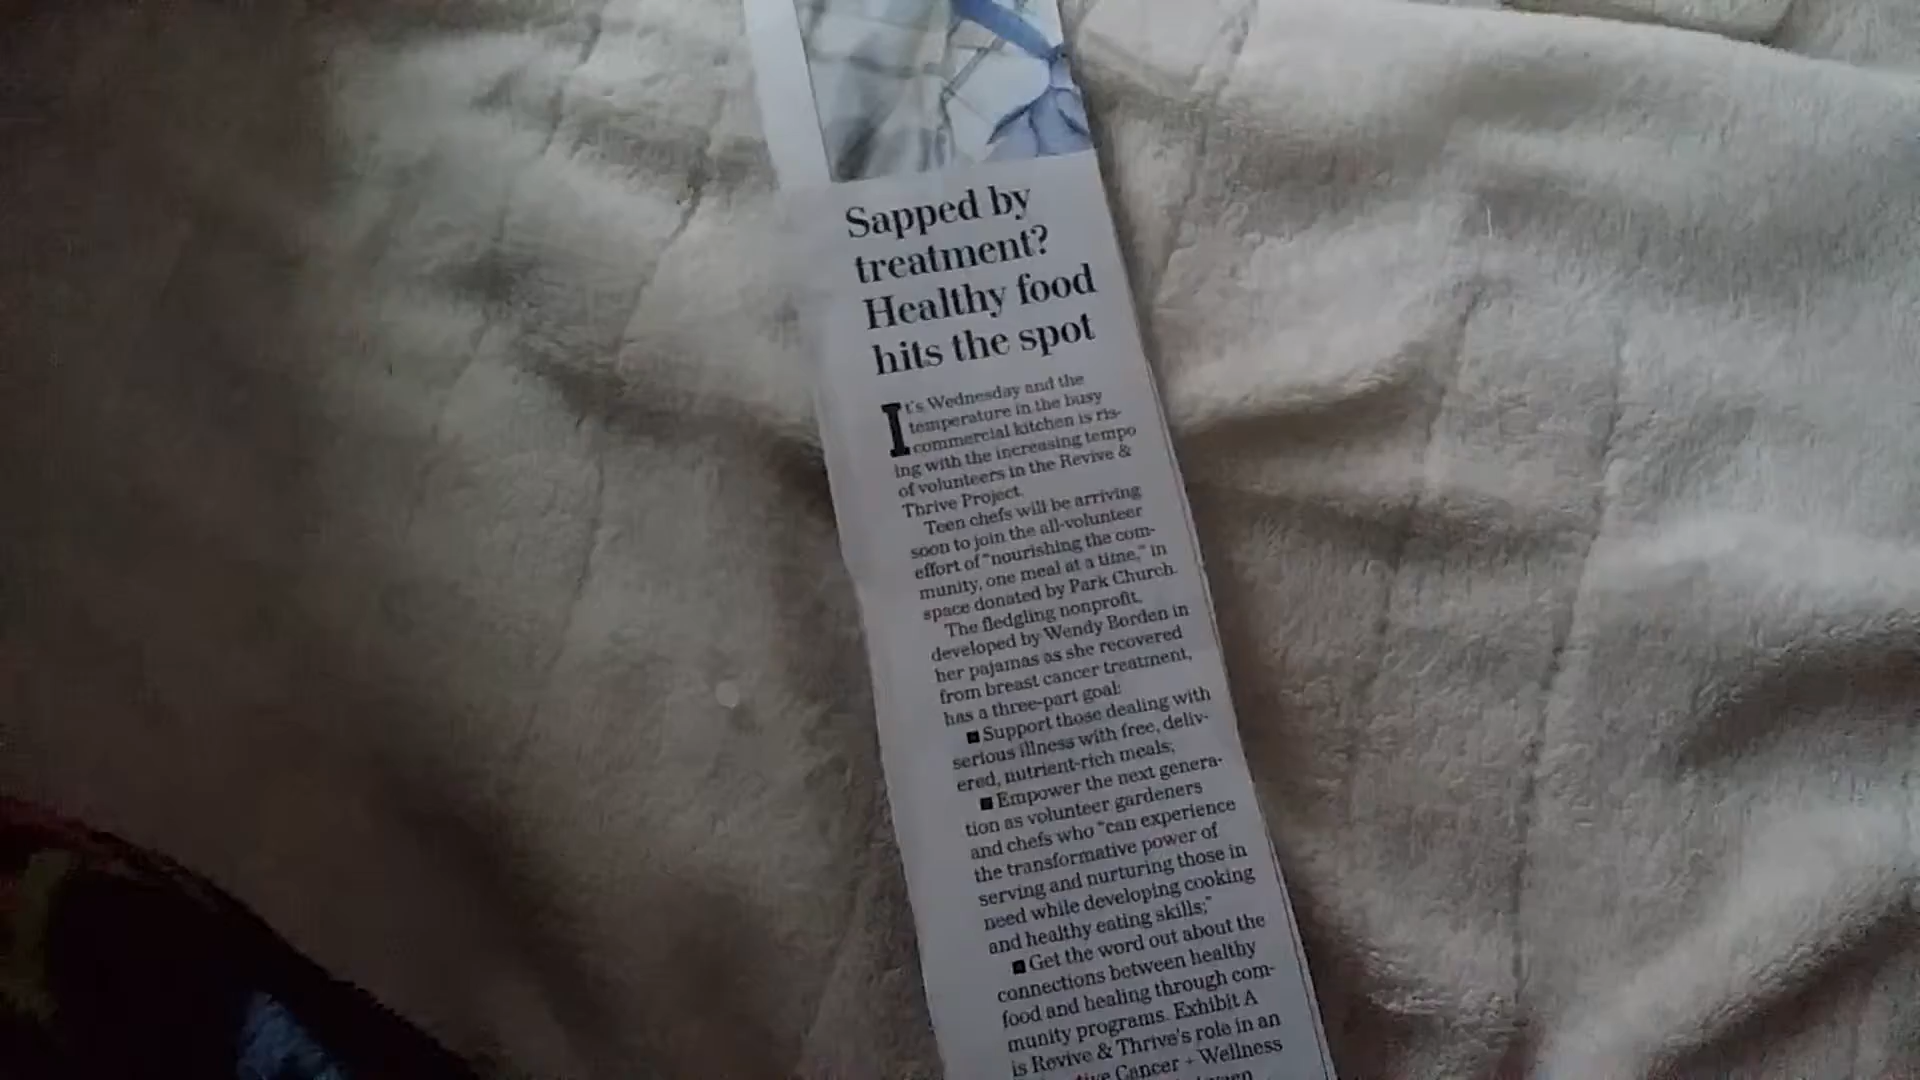 Sapped by
treatment?
Healthy food
hits the spot
It's Wednesday and the
temperature in the busy
commercial kitchen is ris-
ing with the increasing tempo
of volunteers in the Revive &
Thrive Project.
Teen chefs will be arriving
soon to join the all-volunteer
effort of "nourishing the com-
munity, one meal at a time," in
space donated by Park Church.
The fledgling nonprofit,
developed by Wendy Borden in
her pajamas as she recovered
from breast cancer treatment,
has a three-part goal:
■ Support those dealing with
serious illness with free, deliv-
ered, nutrient-rich meals;
■ Empower the next genera-
tion as volunteer gardeners
and chefs who "can experience
the transformative power of
serving and nurturing those in
need while developing cooking
and healthy eating skills;"
■ Get the word out about the
connections between healthy
food and healing through com-
munity programs. Exhibit A
is Revive & Thrive's role in an
Cancer + Wellness